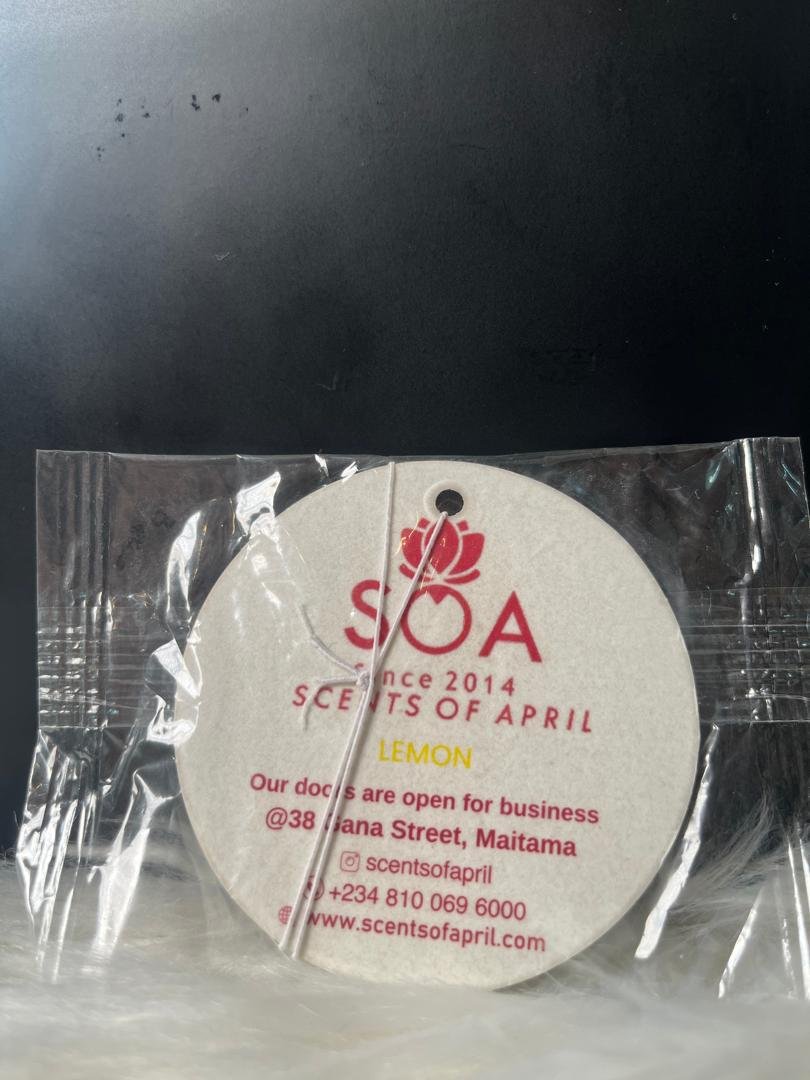 SOA
Since 2014
SCENTS OF APRIL
LEMON
Our doors are open for business
@38 Gana Street, Maitama
scentsofapril
+234 810 069 6000
www.scentsofapril.com